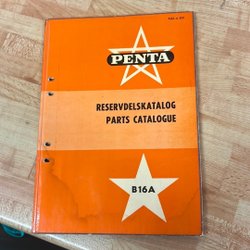 PENTA
RESERVDELSKATALOG
PARTS CATALOGUE
B16A